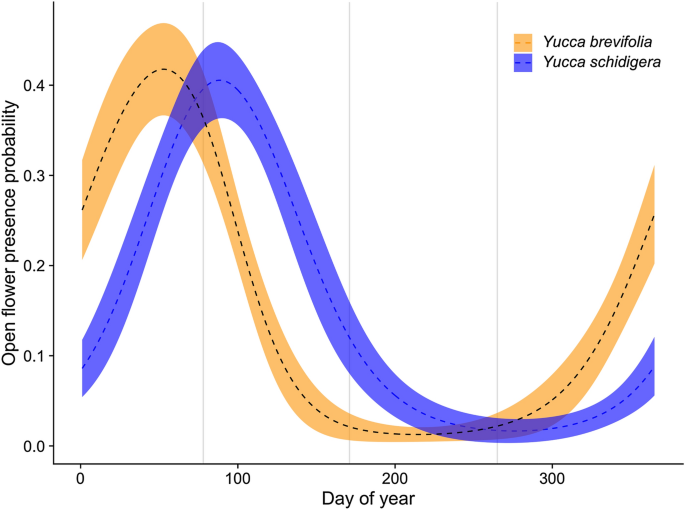 Yucca brevifolia
Yucca schidigera
Open flower presence probability
0.4
0.3
0.2
0.1
0.0
0
100
200
300
Day of year